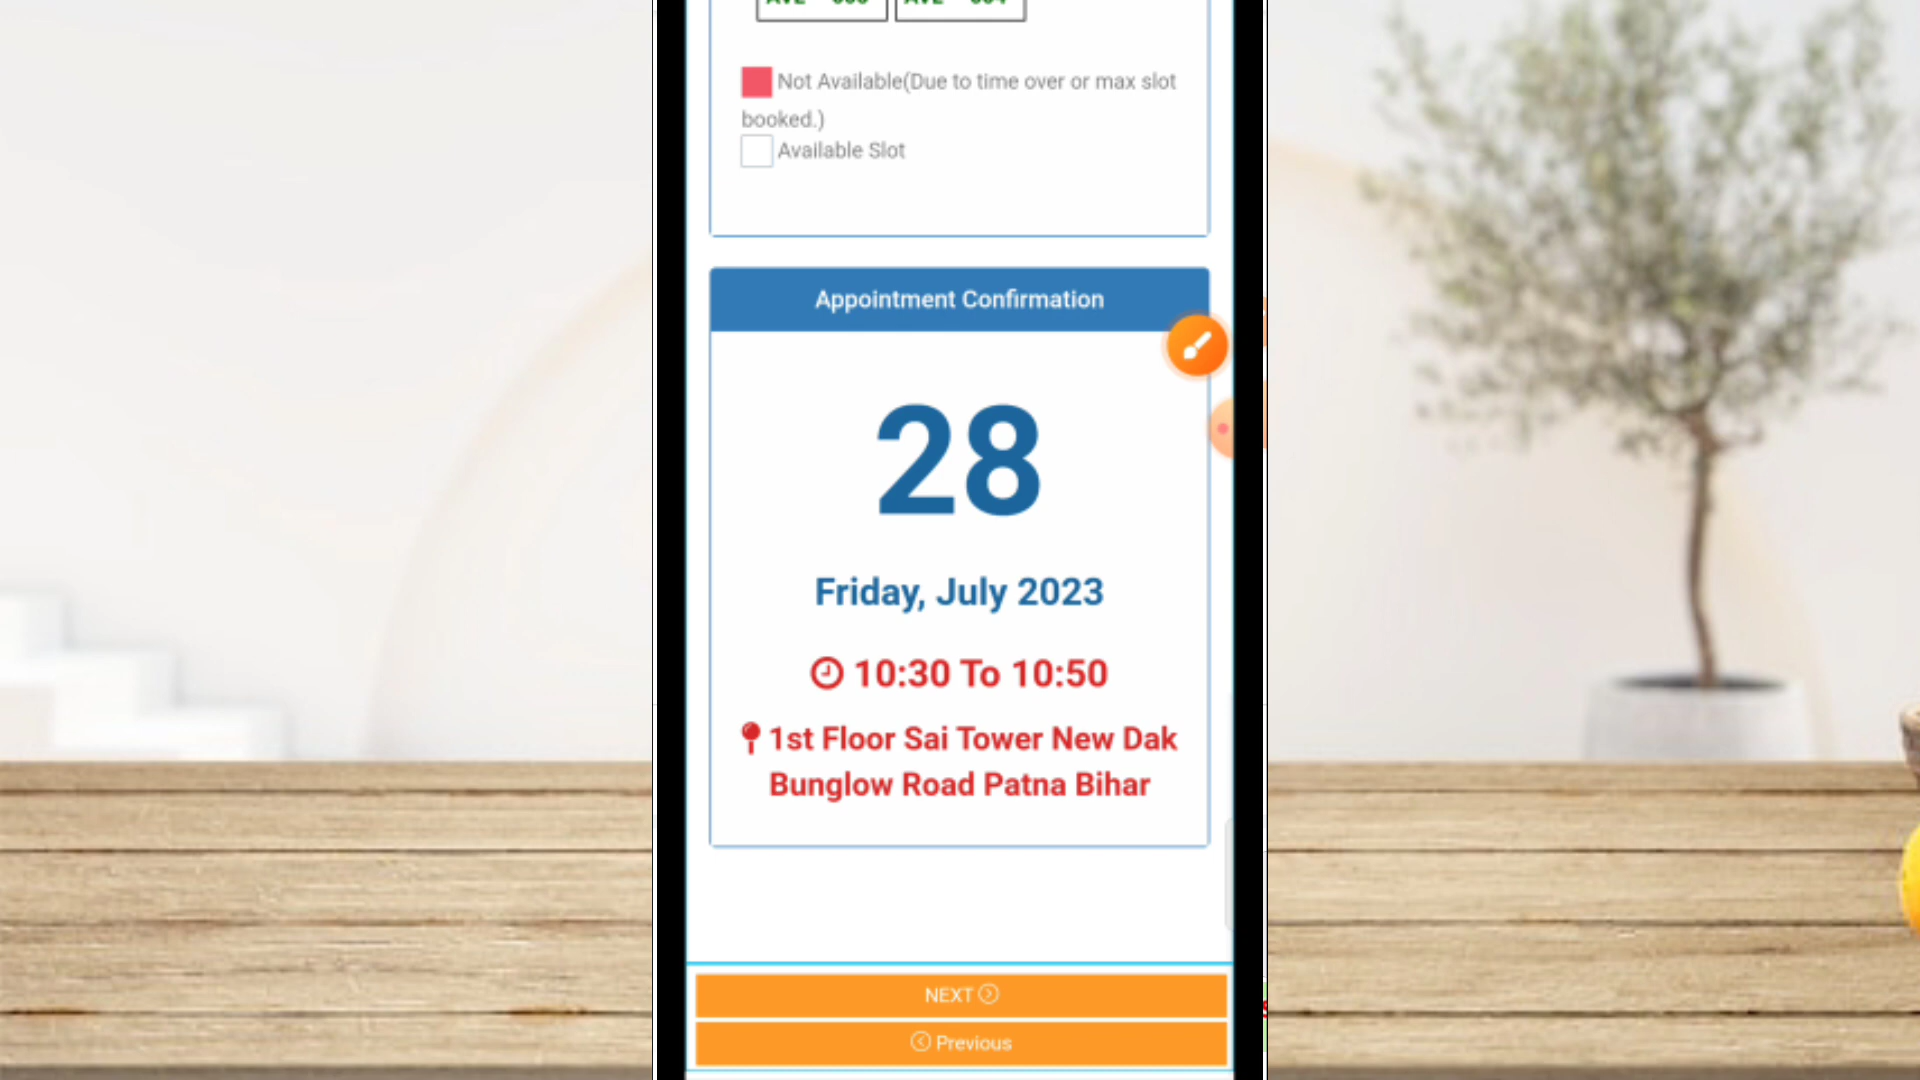 Not Available(Due to time over or max slot
booked.)
Available Slot
Appointment Confirmation
28
Friday, July 2023
10:30 To 10:50
1st Floor Sai Tower New Dak
Bunglow Road Patna Bihar
NEXT
Previous